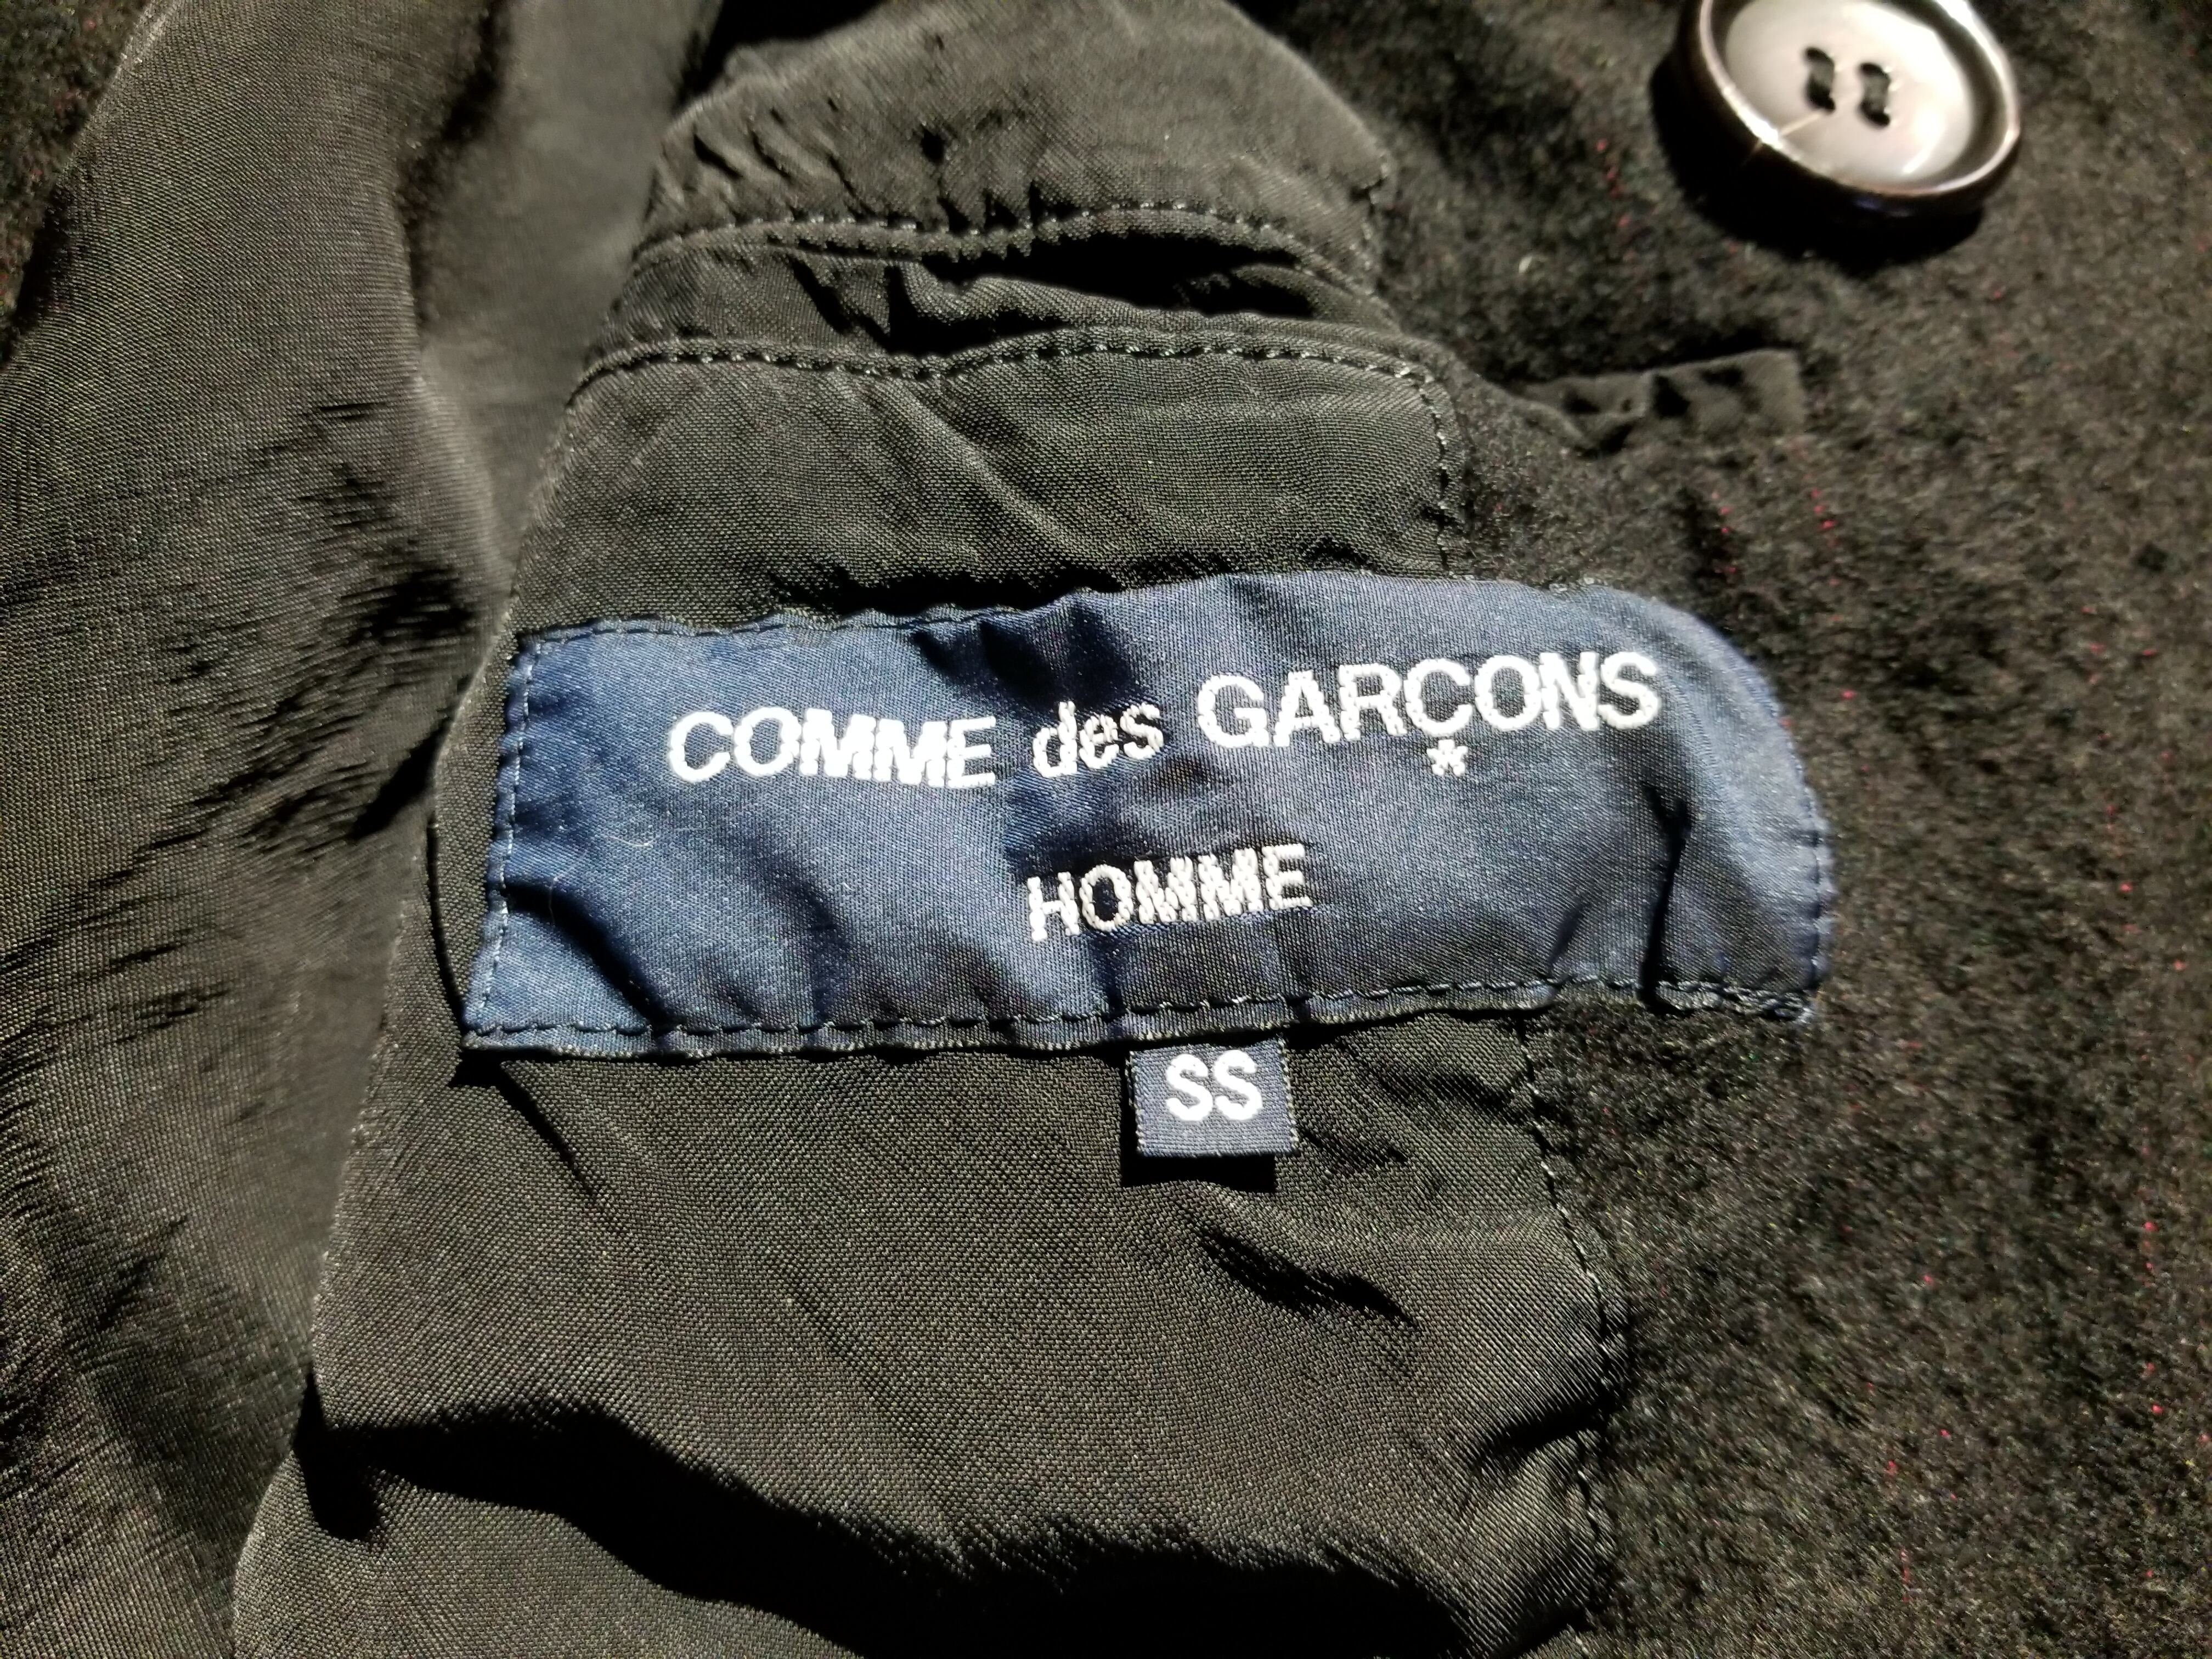 COMME des GARÇONS
*
HOMME
SS